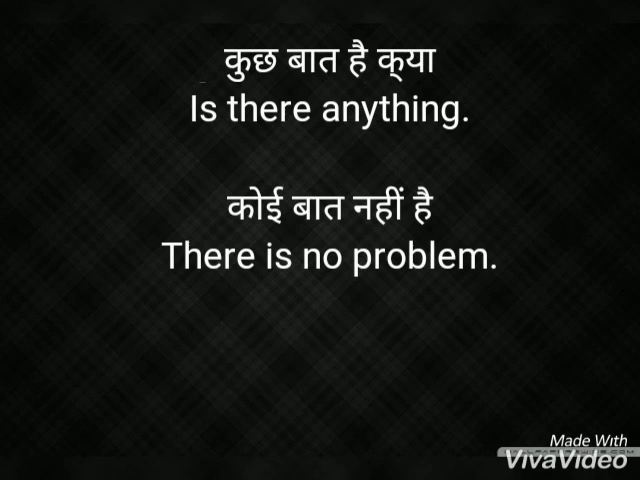 कुछ बात है क्या
Is there anything.
कोई बात नहीं है
There is no problem.
Made With
VivaVideo